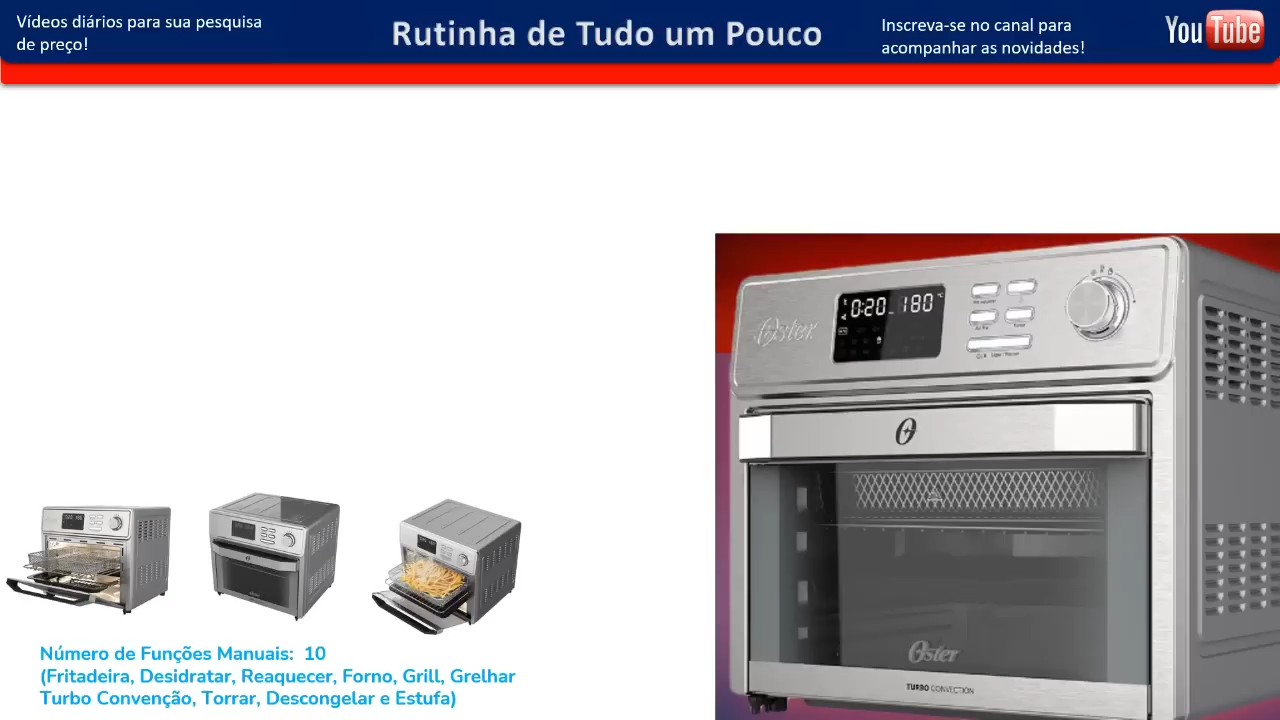 Vídeos diários para sua pesquisa
de preço!
Rutinha de Tudo um Pouco
Inscreva-se no canal para
acompanhar as novidades!
YouTube
Oster
0:20 180
°C
Oster
TURBO CONVECTION
Número de Funções Manuais:  10
(Fritadeira, Desidratar, Reaquecer, Forno, Grill, Grelhar
Turbo Convenção, Torrar, Descongelar e Estufa)